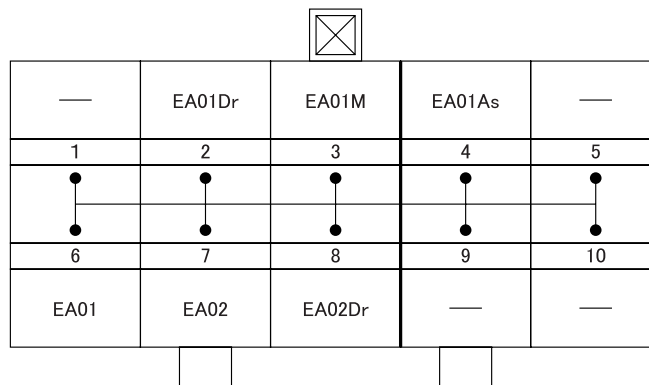 — EA01Dr EA01M EA01As —
1 2 3 4 5
6 7 8 9 10
EA01 EA02 EA02Dr — —